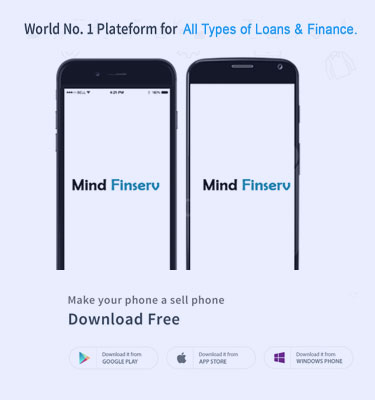 World No. 1 Plateform for All Types of Loans & Finance.
BELL 4:21 PM
Mind Finserv Mind Finserv
Make your phone a sell phone
Download Free
Download it from Download it from Download it from
GOOGLE PLAY APP STORE WINDOWS PHONE